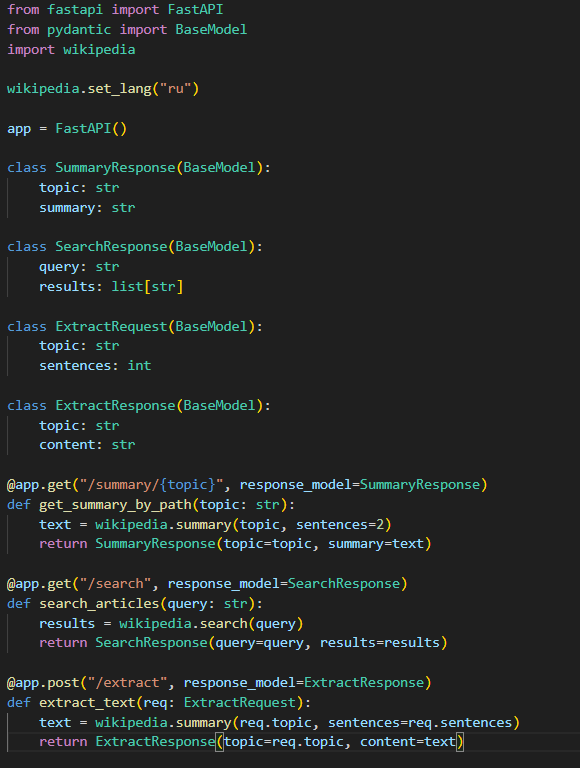 from fastapi import FastAPI
from pydantic import BaseModel
import wikipedia

wikipedia.set_lang("ru")

app = FastAPI()

class SummaryResponse(BaseModel):
    topic: str
    summary: str

class SearchResponse(BaseModel):
    query: str
    results: list[str]

class ExtractRequest(BaseModel):
    topic: str
    sentences: int

class ExtractResponse(BaseModel):
    topic: str
    content: str

@app.get("/summary/{topic}", response_model=SummaryResponse)
def get_summary_by_path(topic: str):
    text = wikipedia.summary(topic, sentences=2)
    return SummaryResponse(topic=topic, summary=text)

@app.get("/search", response_model=SearchResponse)
def search_articles(query: str):
    results = wikipedia.search(query)
    return SearchResponse(query=query, results=results)

@app.post("/extract", response_model=ExtractResponse)
def extract_text(req: ExtractRequest):
    text = wikipedia.summary(req.topic, sentences=req.sentences)
    return ExtractResponse(topic=req.topic, content=text)